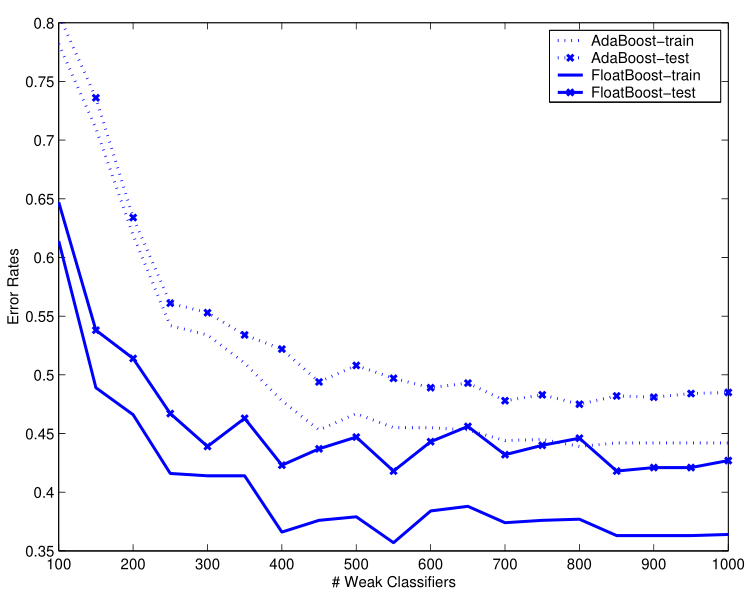 0.8
0.75
0.7
0.65
0.6
0.55
0.5
0.45
0.4
0.35
Error Rates
AdaBoost−train
AdaBoost−test
FloatBoost−train
FloatBoost−test
100 200 300 400 500 600 700 800 900 1000
# Weak Classifiers